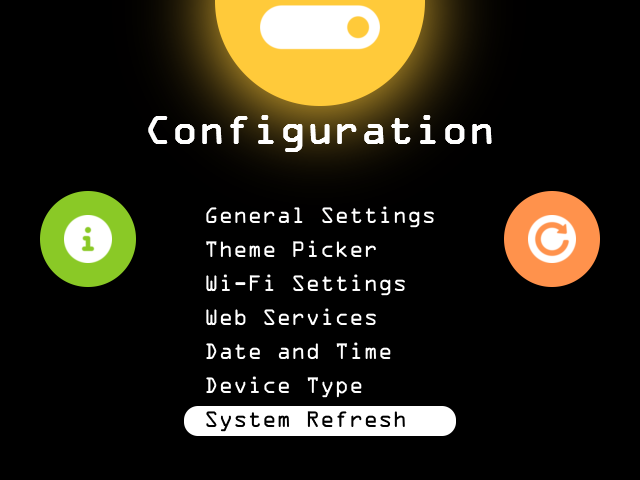 Configuration
General Settings
Theme Picker
Wi-Fi Settings
Web Services
Date and Time
Device Type
System Refresh